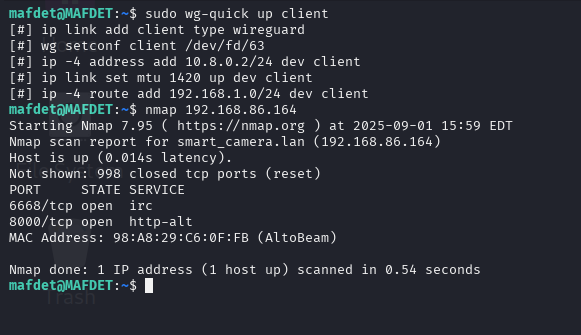 mafdet@MAFDET:~$ sudo wg-quick up client
[#] ip link add client type wireguard
[#] wg setconf client /dev/fd/63
[#] ip -4 address add 10.8.0.2/24 dev client
[#] ip link set mtu 1420 up dev client
[#] ip -4 route add 192.168.1.0/24 dev client
mafdet@MAFDET:~$ nmap 192.168.86.164
Starting Nmap 7.95 ( https://nmap.org ) at 2025-09-01 15:59 EDT
Nmap scan report for smart_camera.lan (192.168.86.164)
Host is up (0.014s latency).
Not shown: 998 closed tcp ports (reset)
PORT     STATE SERVICE
6668/tcp open  irc
8000/tcp open  http-alt
MAC Address: 98:A8:29:C6:0F:FB (AltoBeam)
Nmap done: 1 IP address (1 host up) scanned in 0.54 seconds
mafdet@MAFDET:~$
Trash